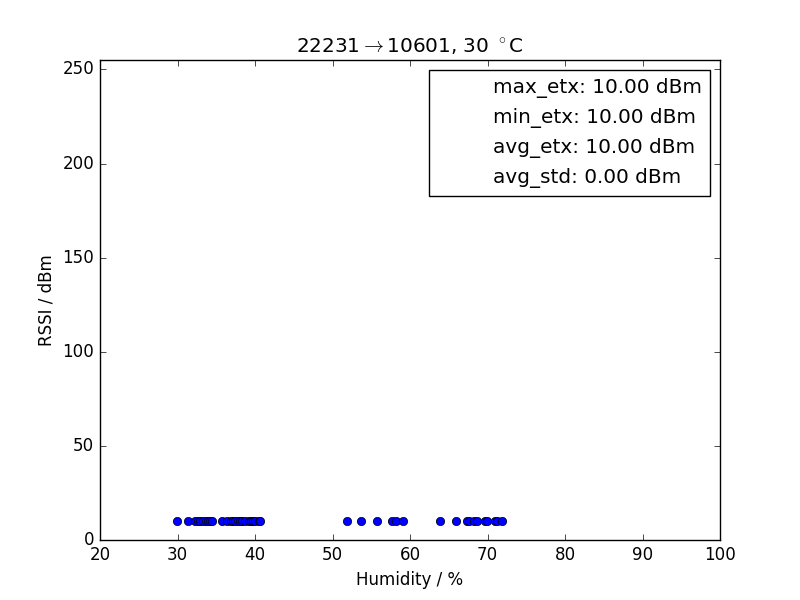 22231→10601, 30 °C
max_etx: 10.00 dBm
min_etx: 10.00 dBm
avg_etx: 10.00 dBm
avg_std: 0.00 dBm
250
200
150
100
50
0
RSSI / dBm
20 30 40 50 60 70 80 90 100
Humidity / %